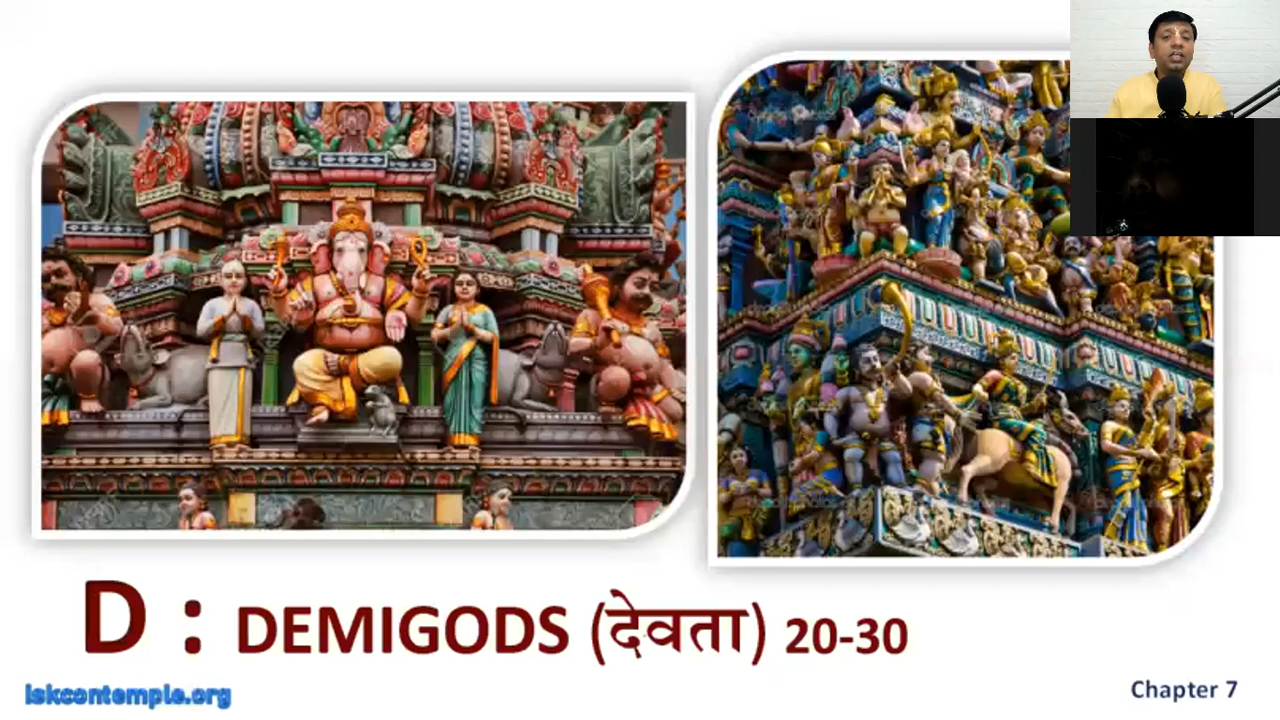 D : DEMIGODS (देवता) 20-30
iskcontemple.org
Chapter 7